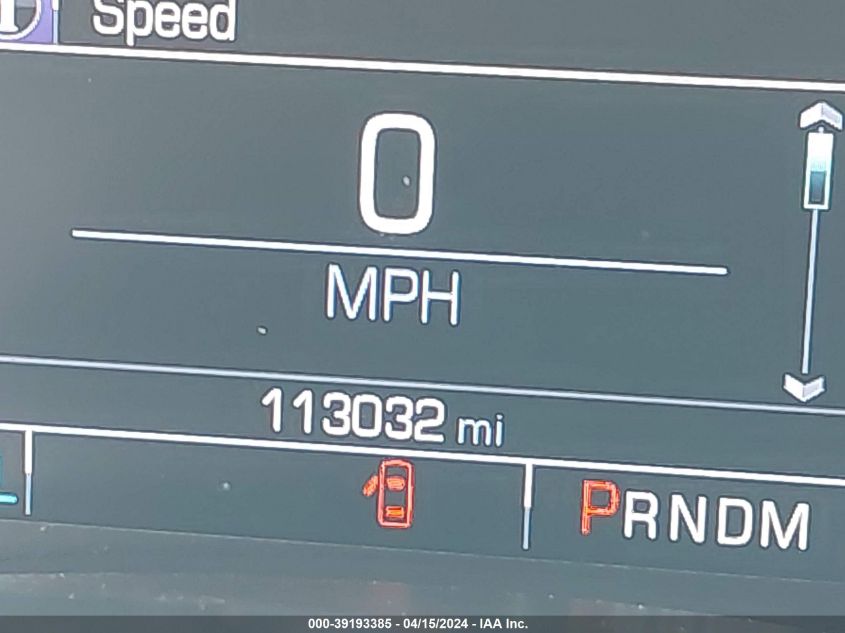 Speed
0
MPH
113032 mi
PRNDM
000-39193385 - 04/15/2024 - IAA Inc.